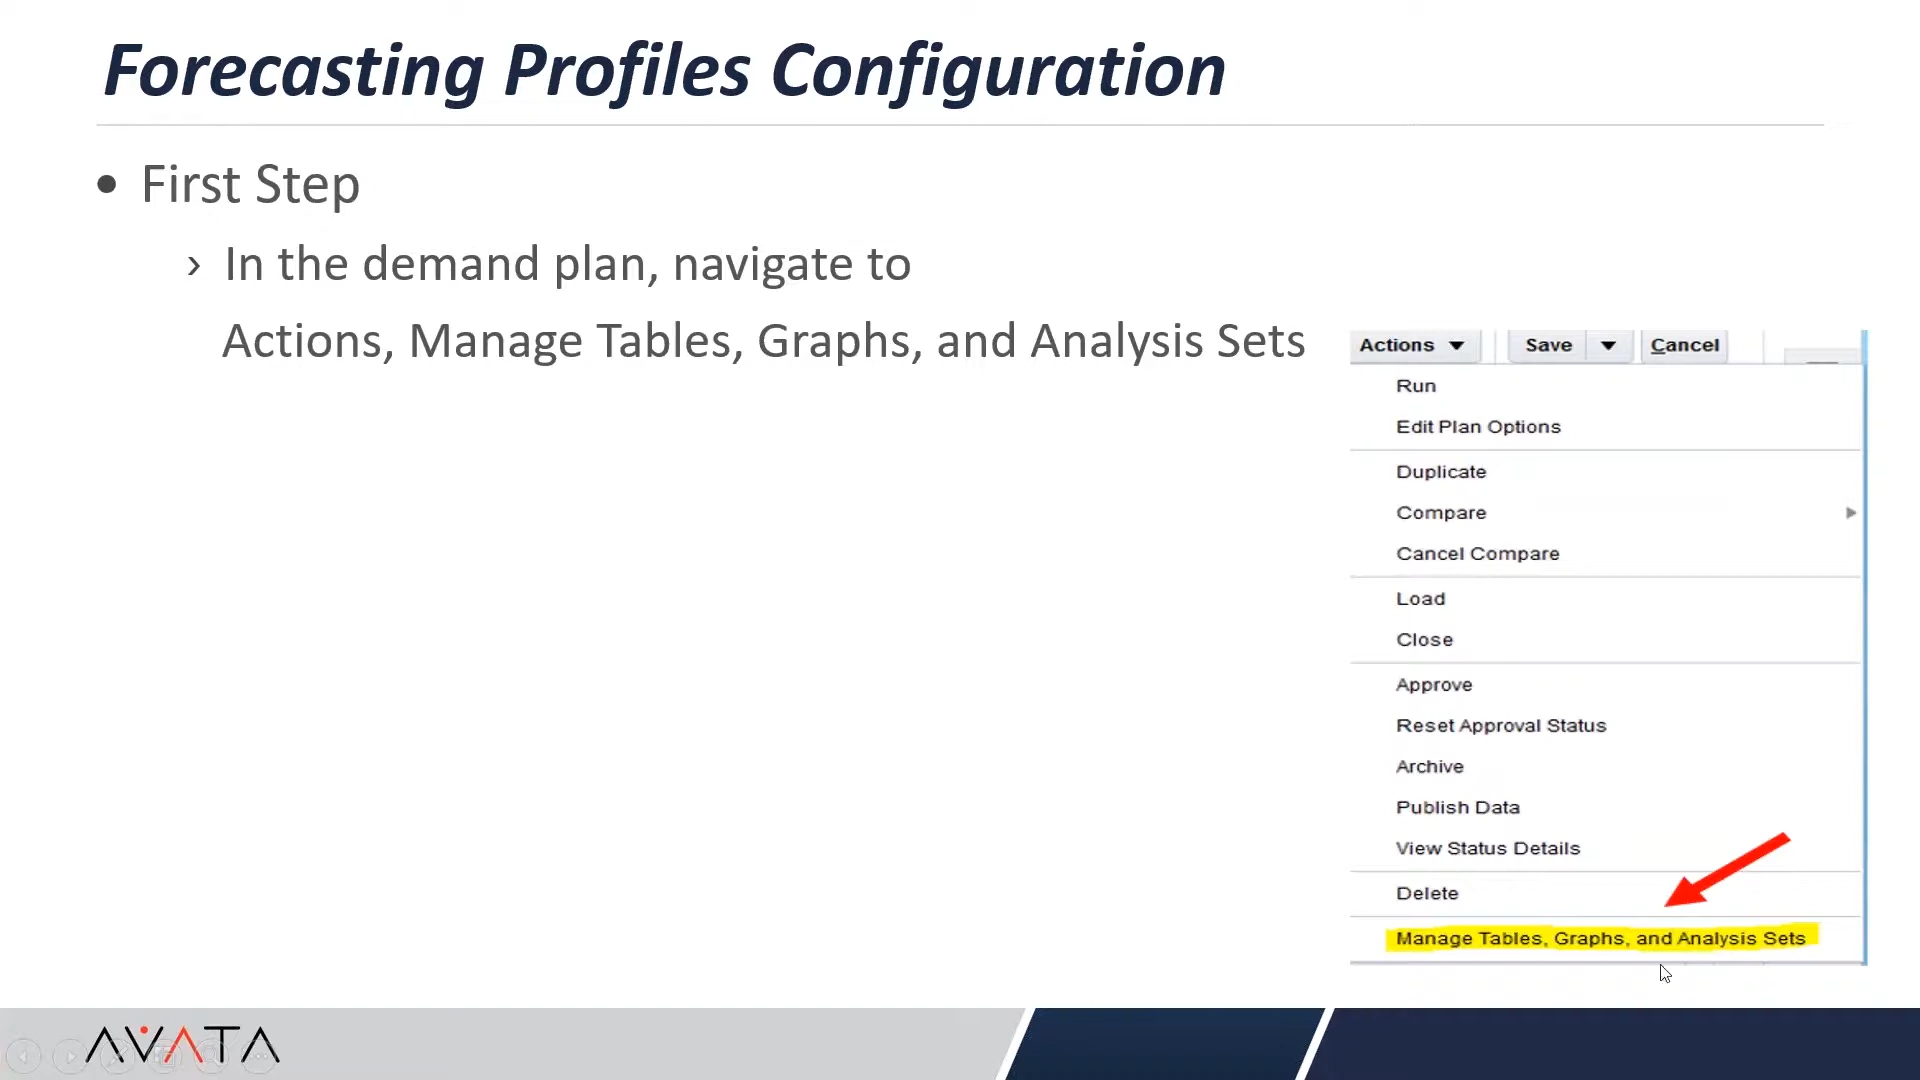 Forecasting Profiles Configuration
• First Step
› In the demand plan, navigate to
Actions, Manage Tables, Graphs, and Analysis Sets
Actions Save Cancel
Run
Edit Plan Options
Duplicate
Compare
Cancel Compare
Load
Close
Approve
Reset Approval Status
Archive
Publish Data
View Status Details
Delete
Manage Tables, Graphs, and Analysis Sets
AVATA